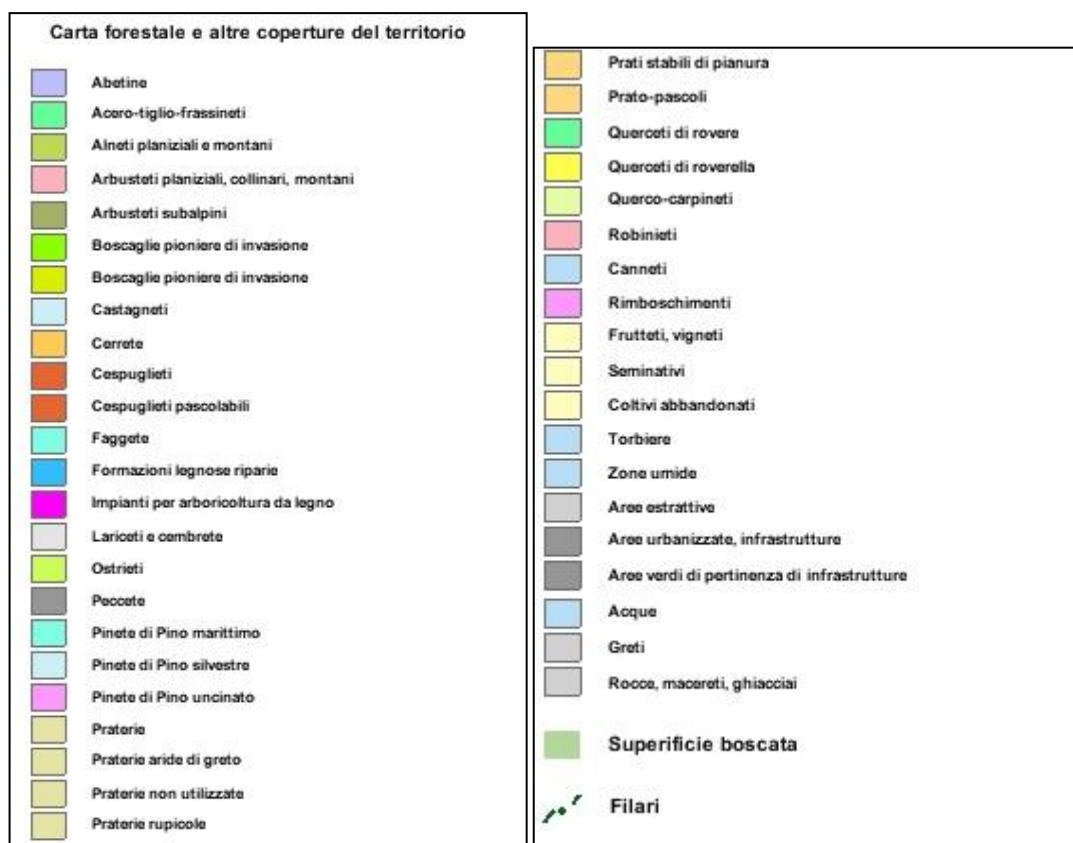 Carta forestale e altre coperture del territorio
Abetine
Acero-tiglio-frassineti
Alneti planiziali e montani
Arbusteti planiziali, collinari, montani
Arbusteti subalpini
Boscaglie pioniere di invasione
Boscaglie pioniere di invasione
Castagneti
Cerrete
Cespuglieti
Cespuglieti pascolabili
Faggete
Formazioni legnose riparie
Impianti per arboricoltura da legno
Lariceti e cembrete
Ostrieti
Peccete
Pinete di Pino marittimo
Pinete di Pino silvestre
Pinete di Pino uncinato
Praterie
Praterie aride di greto
Praterie non utilizzate
Praterie rupicole
Prati stabili di pianura
Prato-pascoli
Querceti di rovere
Querceti di roverella
Querco-carpineti
Robinieti
Canneti
Rimboschimenti
Frutteti, vigneti
Seminativi
Coltivi abbandonati
Torbiere
Zone umide
Aree estrattive
Aree urbanizzate, infrastrutture
Aree verdi di pertinenza di infrastrutture
Acque
Greti
Rocce, macereti, ghiacciai
Superificie boscata
Filari